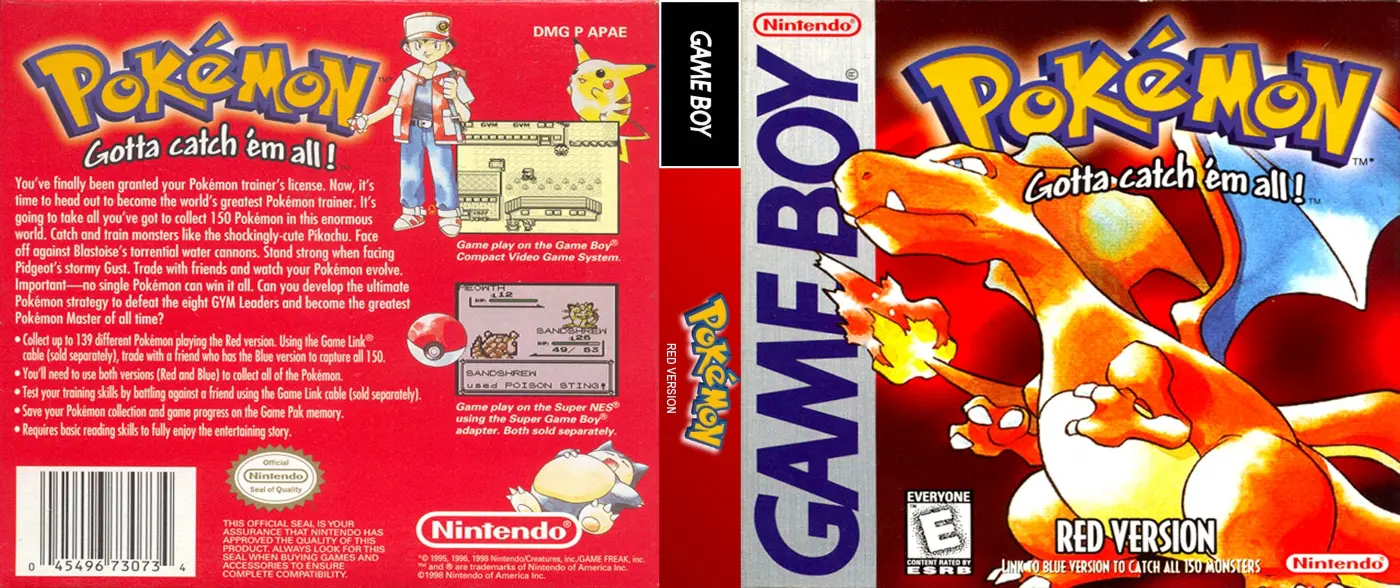 DMG P APAE
POKéMON™
Gotta catch 'em all!™
You've finally been granted your Pokémon trainer's license. Now, it's
time to head out to become the world's greatest Pokémon trainer. It's
going to take all you've got to collect 150 Pokémon in this enormous
world. Catch and train monsters like the shockingly-cute Pikachu. Face
off against Blastoise's torrential water cannons. Stand strong when facing
Pidgeot's stormy Gust. Trade with friends and watch your Pokémon evolve.
Important—no single Pokémon can win it all. Can you develop the ultimate
Pokémon strategy to defeat the eight GYM Leaders and become the greatest
Pokémon Master of all time?
• Collect up to 139 different Pokémon playing the Red version. Using the Game Link®
cable (sold separately), trade with a friend who has the Blue version to capture all 150.
• You'll need to use both versions (Red and Blue) to collect all of the Pokémon.
• Test your training skills by battling against a friend using the Game Link cable (sold separately).
• Save your Pokémon collection and game progress on the Game Pak memory.
• Requires basic reading skills to fully enjoy the entertaining story.
GYM GYM
Game play on the Game Boy®
Compact Video Game System.
MEOWTH
:L12
HP:
SANDSHREW
:L26
HP:
49/ 63
SANDSHREW
used POISON STING!
Game play on the Super NES®
using the Super Game Boy®
adapter. Both sold separately.
0 45496 73073 4
Official
Nintendo
Seal of Quality
THIS OFFICIAL SEAL IS YOUR
ASSURANCE THAT NINTENDO HAS
APPROVED THE QUALITY OF THIS
PRODUCT. ALWAYS LOOK FOR THIS
SEAL WHEN BUYING GAMES AND
ACCESSORIES TO ENSURE
COMPLETE COMPATIBILITY.
Nintendo®
©1995, 1996, 1998 Nintendo/Creatures, inc./GAME FREAK, inc.
™ and ® are trademarks of Nintendo of America Inc.
©1998 Nintendo of America Inc.
GAME BOY
POKéMON
RED VERSION
Nintendo
GAME BOY®
POKéMON™
Gotta catch 'em all!™
EVERYONE
E
CONTENT RATED BY
ESRB
RED VERSION
LINK TO BLUE VERSION TO CATCH ALL 150 MONSTERS
Nintendo